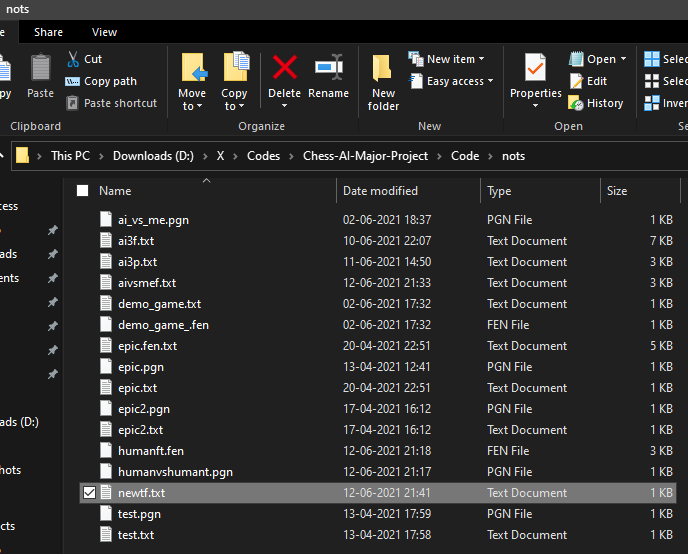 nots
e Share View
py Paste Cut
Copy path
Paste shortcut
Move to Copy to Delete Rename
New folder New item Easy access
Properties Open Edit History
Selec
Selec
Inver
Clipboard Organize New Open Se
This PC Downloads (D:) X Codes Chess-AI-Major-Project Code nots
Name Date modified Type Size
cess
ads
ents
ads (D:)
hots
cts
ai_vs_me.pgn 02-06-2021 18:37 PGN File 1 KB
ai3f.txt 10-06-2021 22:07 Text Document 7 KB
ai3p.txt 11-06-2021 14:50 Text Document 3 KB
aivsmef.txt 12-06-2021 21:33 Text Document 3 KB
demo_game.txt 02-06-2021 17:32 Text Document 1 KB
demo_game_.fen 02-06-2021 17:32 FEN File 1 KB
epic.fen.txt 20-04-2021 22:51 Text Document 5 KB
epic.pgn 13-04-2021 12:41 PGN File 1 KB
epic.txt 20-04-2021 22:51 Text Document 1 KB
epic2.pgn 17-04-2021 16:12 PGN File 1 KB
epic2.txt 17-04-2021 16:12 Text Document 1 KB
humanft.fen 12-06-2021 21:18 FEN File 3 KB
humanvshumant.pgn 12-06-2021 21:17 PGN File 1 KB
newtf.txt 12-06-2021 21:41 Text Document 1 KB
test.pgn 13-04-2021 17:59 PGN File 1 KB
test.txt 13-04-2021 17:58 Text Document 1 KB